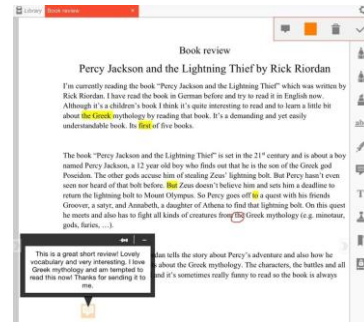 Library
Book review
Book review
Percy Jackson and the Lightning Thief by Rick Riordan
I'm currently reading the book "Percy Jackson and the Lightning Thief" which was written by
Rick Riordan. I have read the book in German before and try to read it in English now.
Although it's a children's book I think it's quite interesting to read and to learn a little bit
about the Greek mythology by reading that book. It's a demanding and yet easily
understandable book. Its first of five books.
The book "Percy Jackson and the Lightning Thief" is set in the 21st century and is about a boy
named Percy Jackson, a 12 year old boy who finds out that he is the son of the Greek god
Poseidon. The other gods accuse him of stealing Zeus' lightning bolt. But Percy hasn't even
seen nor heard of that bolt before. But Zeus doesn't believe him and sets him a deadline to
return the lightning bolt to Mount Olympus. So Percy goes off to a quest with his friends
Groover, a satyr, and Annabeth, a daughter of Athena to find that lightning bolt. On this quest
he meets and also has to fight all kinds of creatures from the Greek mythology (e.g. minotaur,
gods, furies, …).
dan tells the story about Percy's adventure and also how he
about the Greek mythology. The characters, the battles and all
and it's sometimes really funny to read so the book is always
This is a great short review! Lovely
vocabulary and very interesting. I love
Greek mythology and am tempted to
read this now! Thanks for sending it to
me.